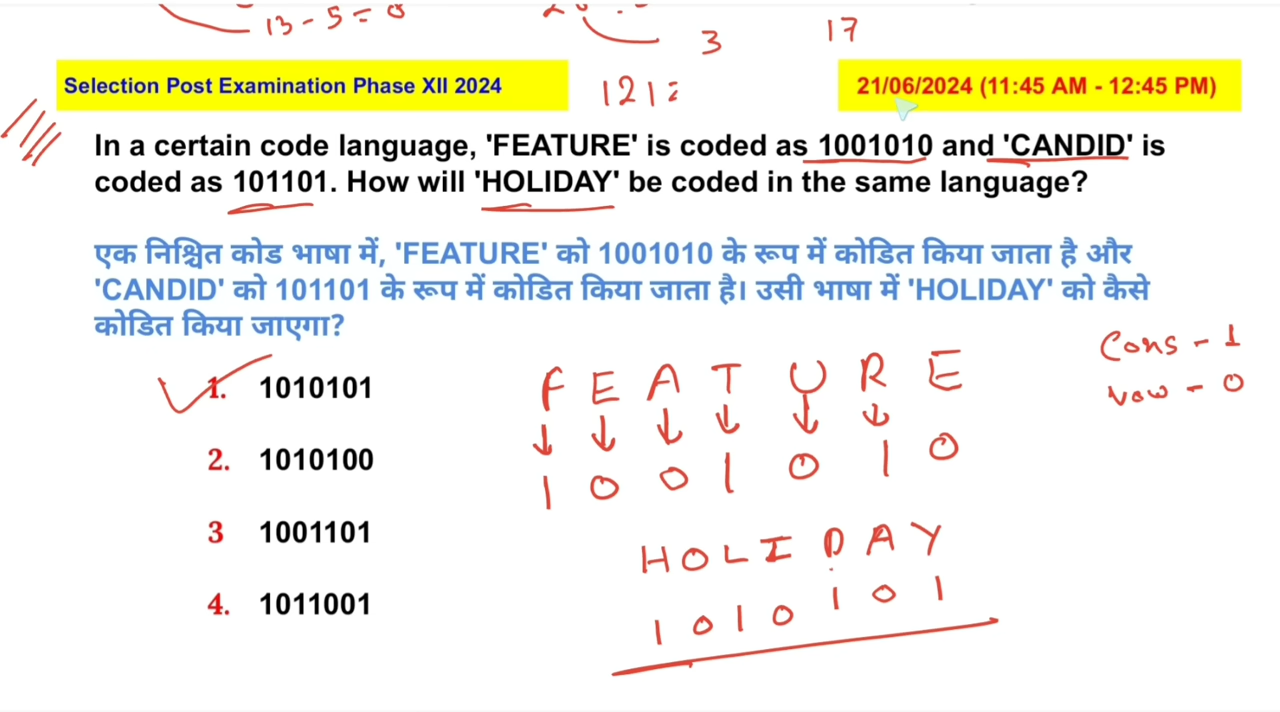 13 - 5 = 8
3
17
Selection Post Examination Phase XII 2024
121 =
21/06/2024 (11:45 AM - 12:45 PM)
In a certain code language, 'FEATURE' is coded as 1001010 and 'CANDID' is
coded as 101101. How will 'HOLIDAY' be coded in the same language?
एक निश्चित कोड भाषा में, 'FEATURE' को 1001010 के रूप में कोडित किया जाता है और
'CANDID' को 101101 के रूप में कोडित किया जाता है। उसी भाषा में 'HOLIDAY' को कैसे
कोडित किया जाएगा?
Cons - 1
Vow - 0
1. 1010101
2. 1010100
3 1001101
4. 1011001
F E A T U R E
1 0 0 1 0 1 0
H O L I D A Y
1 0 1 0 1 0 1